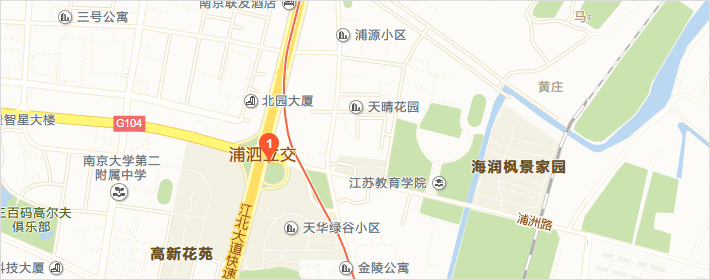 南京联友酒店
三号公寓
马
浦源小区
黄庄
北园大厦
天晴花园
智星大楼
G104
浦泗立交
1
南京大学第二
附属中学
海润枫景家园
江苏教育学院
三百码高尔夫
俱乐部
浦洲路
天华绿谷小区
江北大道快速
高新花苑
科技大厦
金陵公寓